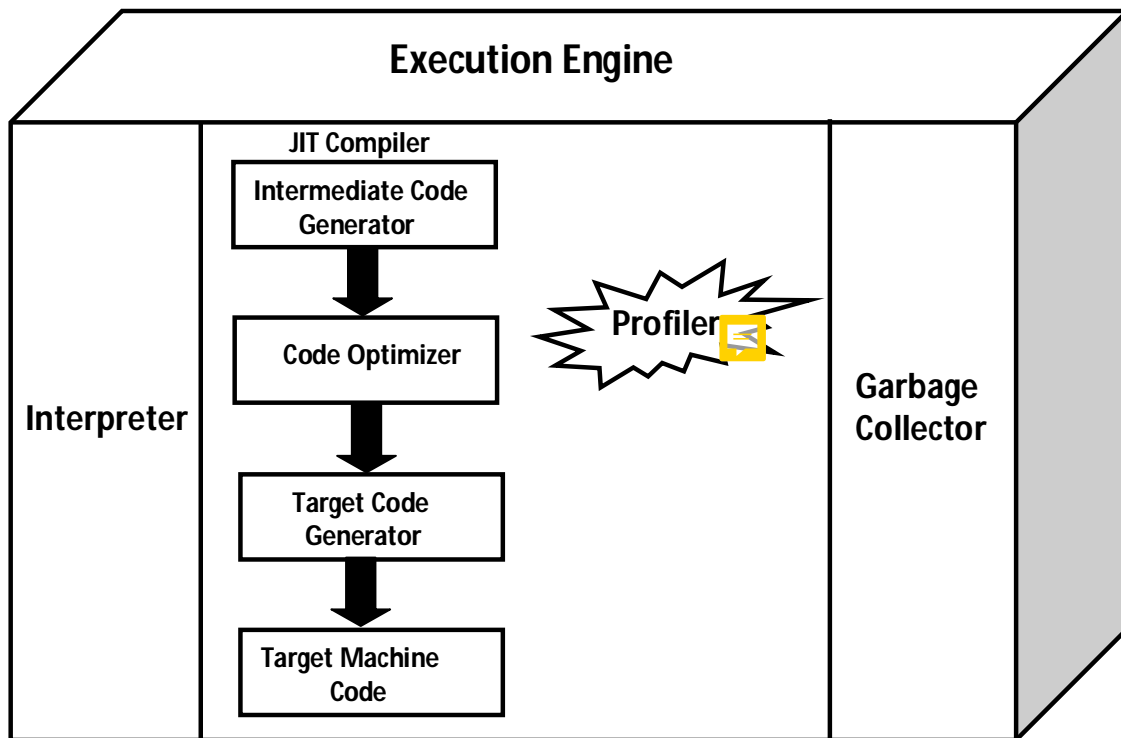 Execution Engine
JIT Compiler
Intermediate Code
Generator
Code Optimizer
Target Code
Generator
Target Machine
Code
Profiler
Interpreter
Garbage
Collector